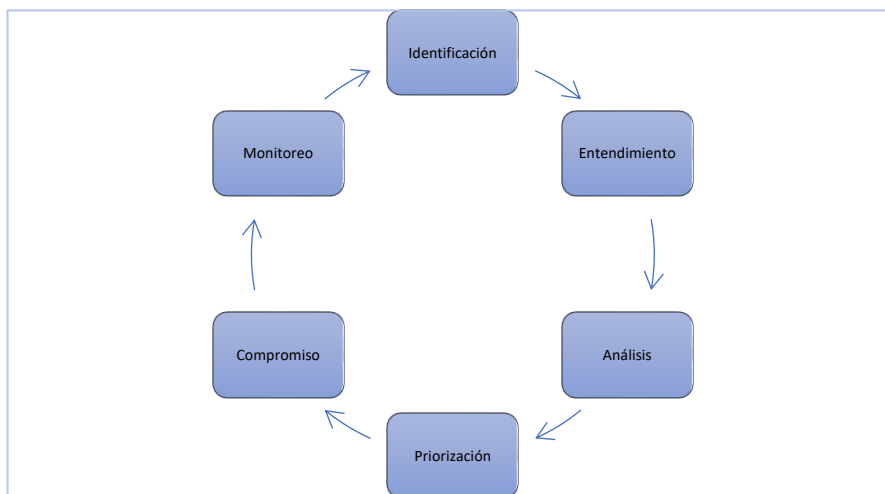 Identificación
Entendimiento
Análisis
Priorización
Compromiso
Monitoreo